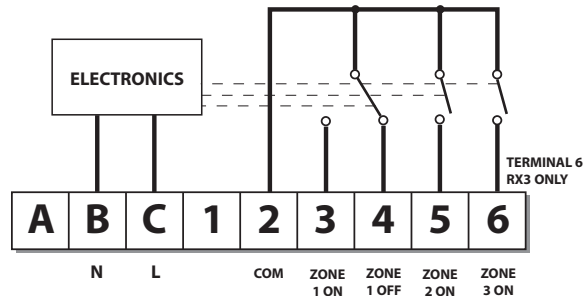 ELECTRONICS
TERMINAL 6
RX3 ONLY
A B C 1 2 3 4 5 6
N L COM ZONE 1 ON ZONE 1 OFF ZONE 2 ON ZONE 3 ON